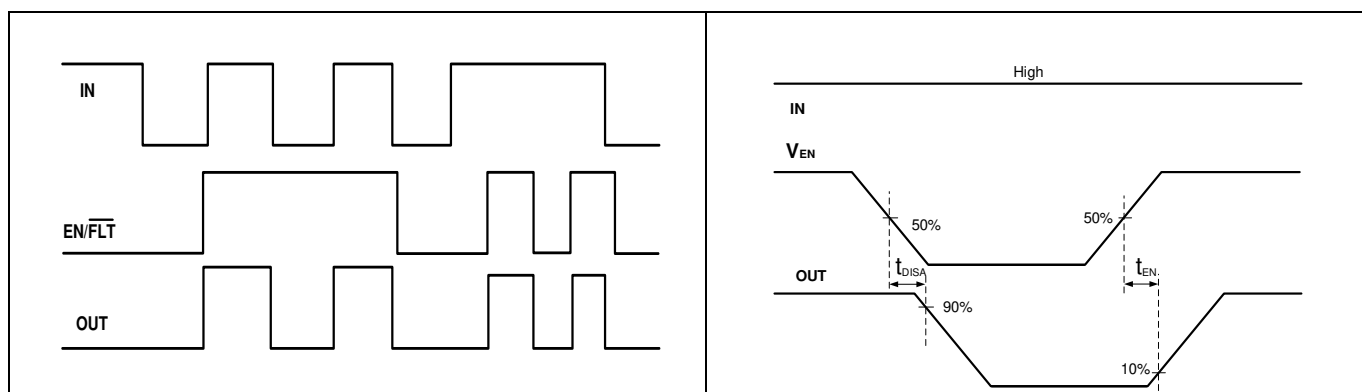 IN
EN/FLT
OUT
High
IN
VEN
50%
50%
tDISA
tEN
OUT
90%
10%